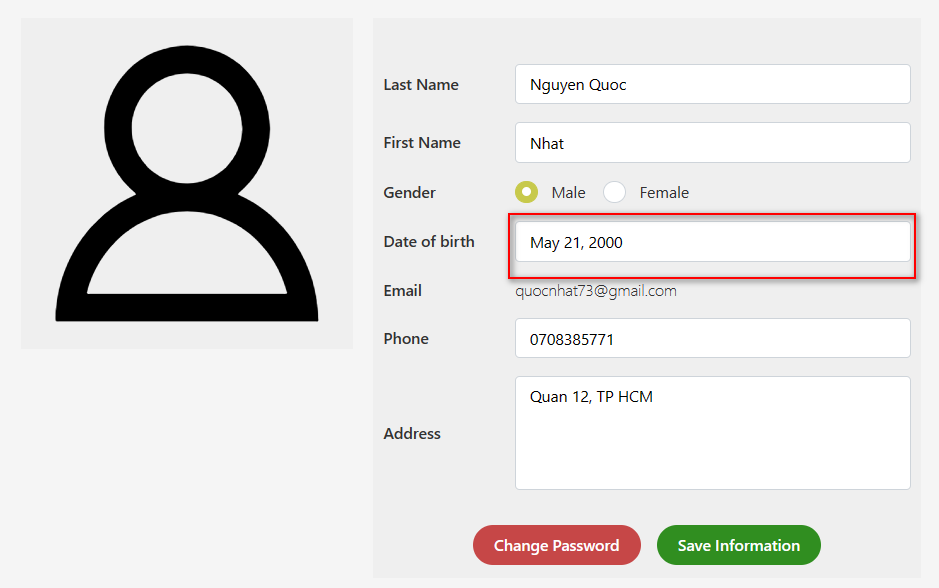 Last Name Nguyen Quoc
First Name Nhat
Gender Male Female
Date of birth May 21, 2000
Email quocnhat73@gmail.com
Phone 0708385771
Address Quan 12, TP HCM
Change Password Save Information